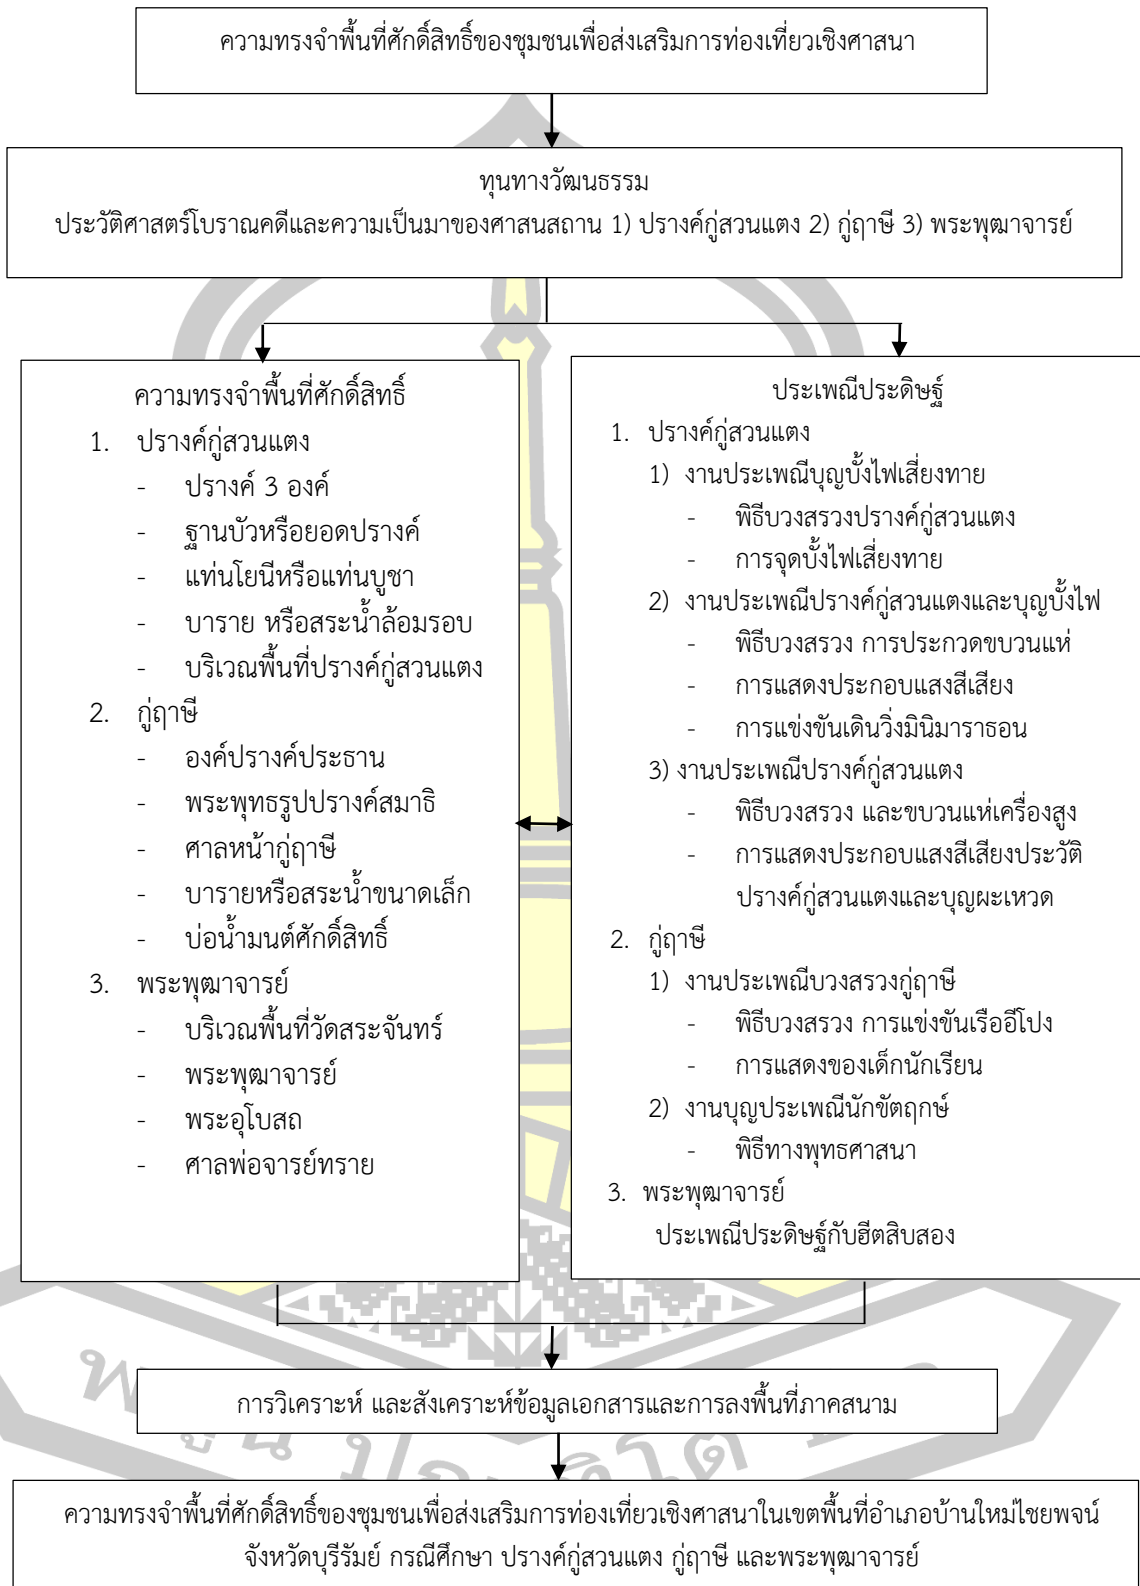 ความทรงจำพื้นที่ศักดิ์สิทธิ์ของชุมชนเพื่อส่งเสริมการท่องเที่ยวเชิงศาสนา
ทุนทางวัฒนธรรม
ประวัติศาสตร์โบราณคดีและความเป็นมาของศาสนสถาน 1) ปรางค์กู่สวนแตง 2) กู่ฤาษี 3) พระพุฒาจารย์
ความทรงจำพื้นที่ศักดิ์สิทธิ์
1. ปรางค์กู่สวนแตง
- ปรางค์ 3 องค์
- ฐานบัวหรือยอดปรางค์
- แท่นโยนีหรือแท่นบูชา
- บาราย หรือสระน้ำล้อมรอบ
- บริเวณพื้นที่ปรางค์กู่สวนแตง
2. กู่ฤาษี
- องค์ปรางค์ประธาน
- พระพุทธรูปปรางค์สมาธิ
- ศาลหน้ากู่ฤาษี
- บารายหรือสระน้ำขนาดเล็ก
- บ่อน้ำมนต์ศักดิ์สิทธิ์
3. พระพุฒาจารย์
- บริเวณพื้นที่วัดสระจันทร์
- พระพุฒาจารย์
- พระอุโบสถ
- ศาลพ่อจารย์ทราย
ประเพณีประดิษฐ์
1. ปรางค์กู่สวนแตง
1) งานประเพณีบุญบั้งไฟเสี่ยงทาย
- พิธีบวงสรวงปรางค์กู่สวนแตง
- การจุดบั้งไฟเสี่ยงทาย
2) งานประเพณีปรางค์กู่สวนแตงและบุญบั้งไฟ
- พิธีบวงสรวง การประกวดขบวนแห่
- การแสดงประกอบแสงสีเสียง
- การแข่งขันเดินวิ่งมินิมาราธอน
3) งานประเพณีปรางค์กู่สวนแตง
- พิธีบวงสรวง และขบวนแห่เครื่องสูง
- การแสดงประกอบแสงสีเสียงประวัติ
ปรางค์กู่สวนแตงและบุญผะเหวด
2. กู่ฤาษี
1) งานประเพณีบวงสรวงกู่ฤาษี
- พิธีบวงสรวง การแข่งขันเรืออีโปง
- การแสดงของเด็กนักเรียน
2) งานบุญประเพณีนักขัตฤกษ์
- พิธีทางพุทธศาสนา
3. พระพุฒาจารย์
ประเพณีประดิษฐ์กับฮีตสิบสอง
การวิเคราะห์ และสังเคราะห์ข้อมูลเอกสารและการลงพื้นที่ภาคสนาม
ความทรงจำพื้นที่ศักดิ์สิทธิ์ของชุมชนเพื่อส่งเสริมการท่องเที่ยวเชิงศาสนาในเขตพื้นที่อำเภอบ้านใหม่ไชยพจน์
จังหวัดบุรีรัมย์ กรณีศึกษา ปรางค์กู่สวนแตง กู่ฤาษี และพระพุฒาจารย์